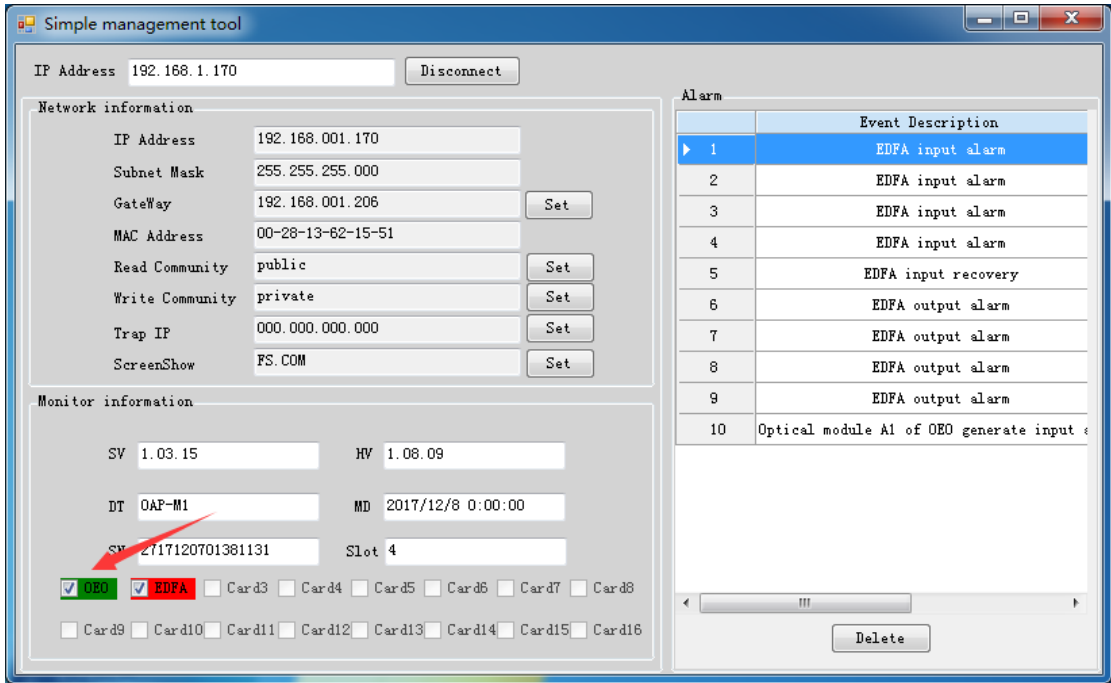 Simple management tool
IP Address 192.168.1.170 Disconnect
Network information
IP Address 192.168.001.170
Subnet Mask 255.255.255.000
GateWay 192.168.001.206 Set
MAC Address 00-28-13-62-15-51
Read Community public Set
Write Community private Set
Trap IP 000.000.000.000 Set
ScreenShow FS.COM Set
Monitor information
SV 1.03.15 HV 1.08.09
DT OAP-M1 MD 2017/12/8 0:00:00
SN 2717120701381131 Slot 4
OEO EDFA Card3 Card4 Card5 Card6 Card7 Card8
Card9 Card10 Card11 Card12 Card13 Card14 Card15 Card16
Alarm
Event Description
1 EDFA input alarm
2 EDFA input alarm
3 EDFA input alarm
4 EDFA input alarm
5 EDFA input recovery
6 EDFA output alarm
7 EDFA output alarm
8 EDFA output alarm
9 EDFA output alarm
10 Optical module A1 of OEO generate input
Delete